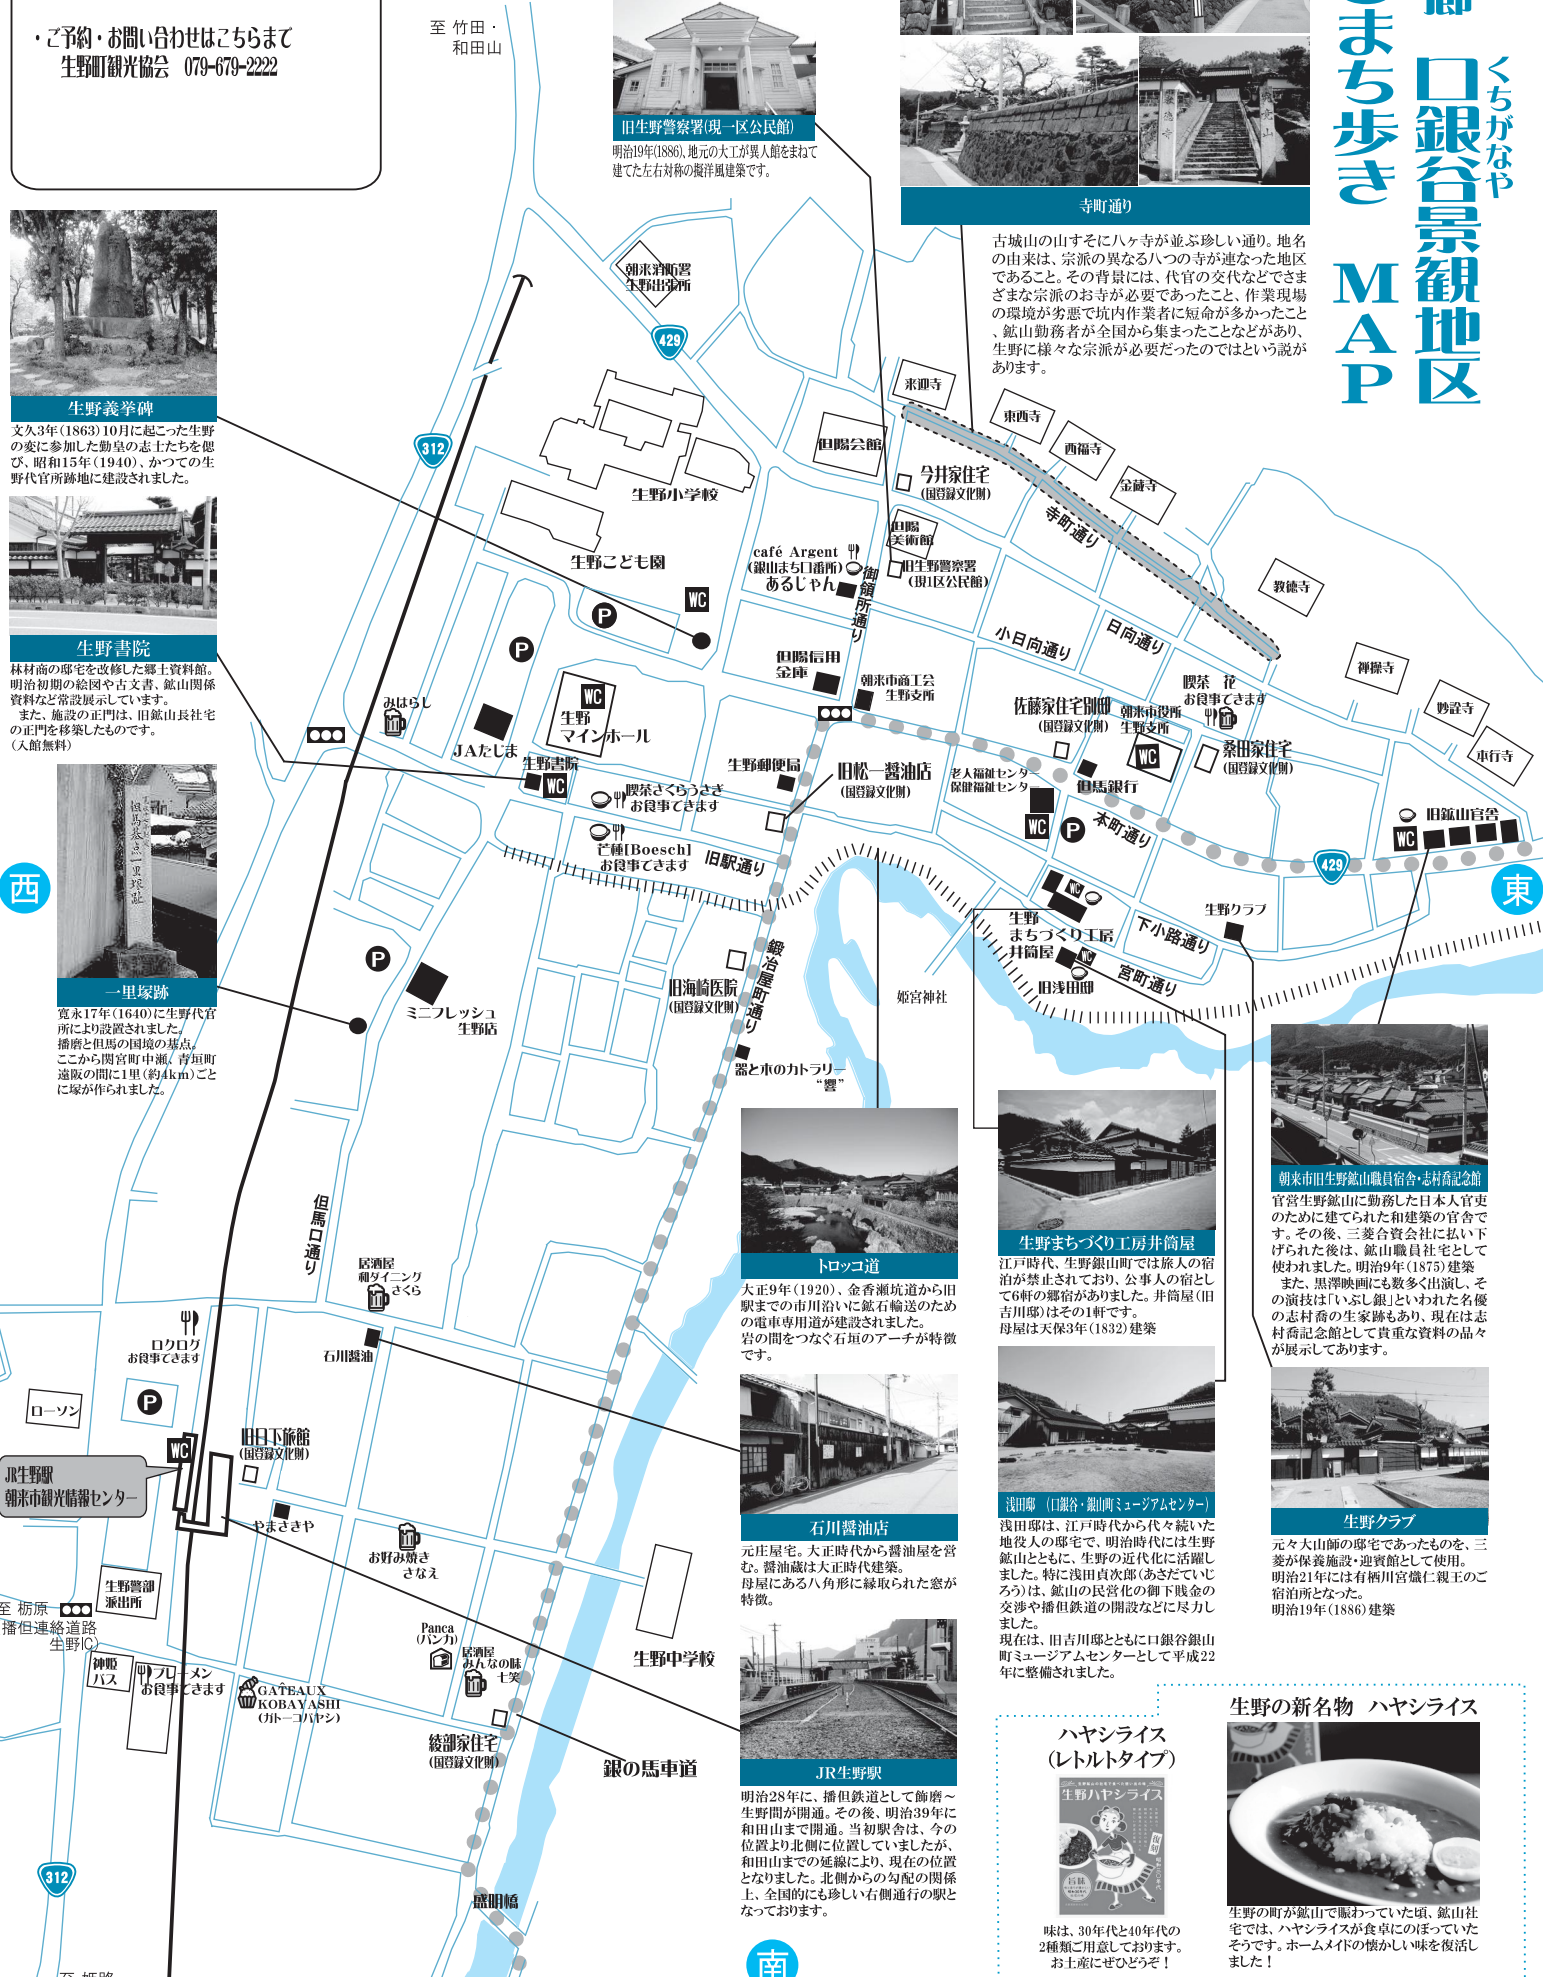 ・ご予約・お問い合わせはこちらまで
生野町観光協会　079-679-2222
至 竹田・
和田山
郷　口銀谷景観地区
くちがなや
まち歩き　MAP
旧生野警察署(現一区公民館)
明治19年(1886)、地元の大工が異人館をまねて
建てた左右対称の擬洋風建築です。
寺町通り
古城山の山すそに八ヶ寺が並ぶ珍しい通り。地名
の由来は、宗派の異なる八つの寺が連なった地区
であること。その背景には、代官の交代などでさま
ざまな宗派のお寺が必要であったこと、作業現場
の環境が劣悪で坑内作業者に短命が多かったこと
、鉱山勤務者が全国から集まったことなどがあり、
生野に様々な宗派が必要だったのではという説が
あります。
生野義挙碑
文久3年(1863)10月に起こった生野
の変に参加した勤皇の志士たちを偲
び、昭和15年(1940)、かつての生
野代官所跡地に建設されました。
生野書院
林材商の邸宅を改修した郷土資料館。
明治初期の絵図や古文書、鉱山関係
資料など常設展示しています。
また、施設の正門は、旧鉱山長社宅
の正門を移築したものです。
(入館無料)
但馬基点一里塚趾
一里塚跡
寛永17年(1640)に生野代官
所により設置されました。
播磨と但馬の国境の基点。
ここから関宮町中瀬、青垣町
遠阪の間に1里(約4km)ごと
に塚が作られました。
西
東
南
朝来消防署
生野出張所
429
312
来迎寺
東西寺
西福寺
金蔵寺
教徳寺
禅操寺
妙詮寺
本行寺
但陽会館
今井家住宅
(国登録文化財)
寺町通り
生野小学校
生野こども園
但陽
美術館
café Argent
(銀山まち口番所)
あるじゃん
旧生野警察署
(現1区公民館)
御領所通り
WC
P
P
小日向通り
日向通り
但陽信用
金庫
朝来市商工会
生野支所
喫茶　花
お食事できます
佐藤家住宅別邸
(国登録文化財)
朝来市役所
生野支所
WC
桑田家住宅
(国登録文化財)
みはらし
JAたじま
WC
生野
マインホール
生野書院
WC
生野郵便局
旧松一醤油店
(国登録文化財)
老人福祉センター
保健福祉センター
但馬銀行
WC
P
本町通り
旧鉱山官舎
WC
429
喫茶さくらうさぎ
お食事できます
芒種[Boesch]
お食事できます
旧駅通り
WC
生野
まちづくり工房
井筒屋
WC
旧浅田邸
下小路通り
宮町通り
生野クラブ
P
ミニフレッシュ
生野店
旧海崎医院
(国登録文化財)
鍛冶屋町通り
姫宮神社
器と木のカトラリー
“響”
トロッコ道
大正9年(1920)、金香瀬坑道から旧
駅までの市川沿いに鉱石輸送のため
の電車専用道が建設されました。
岩の間をつなぐ石垣のアーチが特徴
です。
生野まちづくり工房井筒屋
江戸時代、生野銀山町では旅人の宿
泊が禁止されており、公事人の宿とし
て6軒の郷宿がありました。井筒屋(旧
吉川邸)はその1軒です。
母屋は天保3年(1832)建築
朝来市旧生野鉱山職員宿舎・志村喬記念館
官営生野鉱山に勤務した日本人官吏
のために建てられた和建築の官舎で
す。その後、三菱合資会社に払い下
げられた後は、鉱山職員社宅として
使われました。明治9年(1875)建築
また、黒澤映画にも数多く出演し、そ
の演技は「いぶし銀」といわれた名優
の志村喬の生家跡もあり、現在は志
村喬記念館として貴重な資料の品々
が展示してあります。
但馬口通り
居酒屋
和ダイニング
さくら
石川醤油
ロクログ
お食事できます
P
ローソン
WC
JR生野駅
朝来市観光情報センター
旧日下旅館
(国登録文化財)
やまさきや
お好み焼き
さなえ
生野警部
派出所
至 栃原
播但連絡道路
生野IC)
神姫
バス
ブレーメン
お食事できます
GATEAUX
KOBAYASHI
(ガトーコバヤシ)
Panca
(パンカ)
居酒屋
みんなの味
七笑
綾部家住宅
(国登録文化財)
生野中学校
銀の馬車道
盛明橋
312
至 姫路
石川醤油店
元庄屋宅。大正時代から醤油屋を営
む。醤油蔵は大正時代建築。
母屋にある八角形に縁取られた窓が
特徴。
JR生野駅
明治28年に、播但鉄道として飾磨～
生野間が開通。その後、明治39年に
和田山まで開通。当初駅舎は、今の
位置より北側に位置していましたが、
和田山までの延線により、現在の位置
となりました。北側からの勾配の関係
上、全国的にも珍しい右側通行の駅と
なっております。
浅田邸　(口銀谷・銀山町ミュージアムセンター)
浅田邸は、江戸時代から代々続いた
地役人の邸宅で、明治時代には生野
鉱山とともに、生野の近代化に活躍し
ました。特に浅田貞次郎(あさだていじ
ろう)は、鉱山の民営化の御下賎金の
交渉や播但鉄道の開設などに尽力し
ました。
現在は、旧吉川邸とともに口銀谷銀山
町ミュージアムセンターとして平成22
年に整備されました。
生野クラブ
元々大山師の邸宅であったものを、三
菱が保養施設・迎賓館として使用。
明治21年には有栖川宮熾仁親王のご
宿泊所となった。
明治19年(1886)建築
生野の新名物　ハヤシライス
ハヤシライス
(レトルトタイプ)
生野ハヤシライス
復刻
旨味
味は、30年代と40年代の
2種類ご用意しております。
お土産にぜひどうぞ！
生野の町が鉱山で賑わっていた頃、鉱山社
宅では、ハヤシライスが食卓にのぼっていた
そうです。ホームメイドの懐かしい味を復活し
ました！